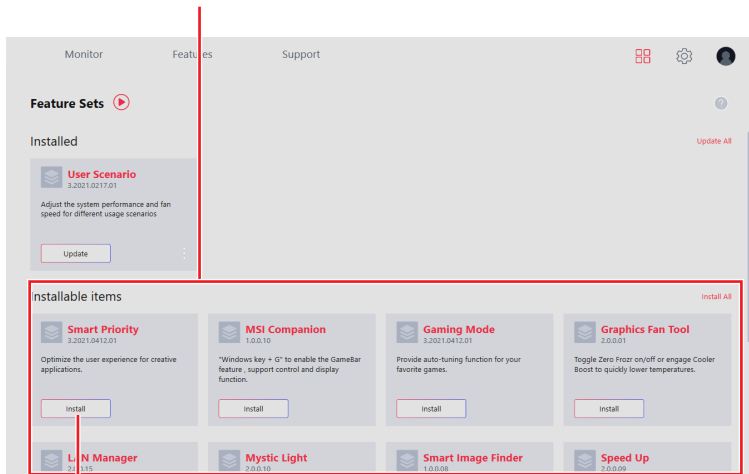 Monitor Features Support
Feature Sets
?
Installed
Update All
User Scenario
3.2021.0217.01
Adjust the system performance and fan
speed for different usage scenarios
Update
Installable items
Install All
Smart Priority
3.2021.0412.01
Optimize the user experience for creative
applications.
Install
MSI Companion
1.0.0.10
"Windows key + G" to enable the GameBar
feature , support control and display
function.
Install
Gaming Mode
3.2021.0412.01
Provide auto-tuning function for your
favorite games.
Install
Graphics Fan Tool
2.0.0.01
Toggle Zero Frozr on/off or engage Cooler
Boost to quickly lower temperatures.
Install
LAN Manager
2.0.0.15
Mystic Light
2.0.0.10
Smart Image Finder
1.0.0.08
Speed Up
2.0.0.09